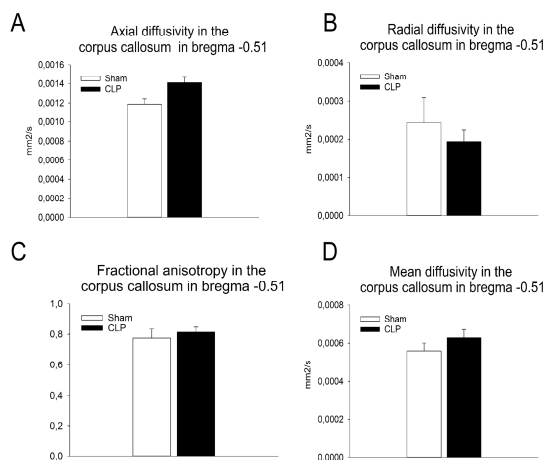 A
Axial diffusivity in the
corpus callosum in bregma -0.51
0,0016
0,0014
0,0012
0,0010
0,0008
0,0006
0,0004
0,0002
0,0000
mm2/s
Sham
CLP
B
Radial diffusivity in the
corpus callosum in bregma -0.51
0,0004
0,0003
0,0002
0,0001
0,0000
mm2/s
Sham
CLP
C
Fractional anisotropy in the
corpus callosum in bregma -0.51
1,0
0,8
0,6
0,4
0,2
0,0
Sham
CLP
D
Mean diffusivity in the
corpus callosum in bregma -0.51
0,0008
0,0006
0,0004
0,0002
0,0000
mm2/s
Sham
CLP